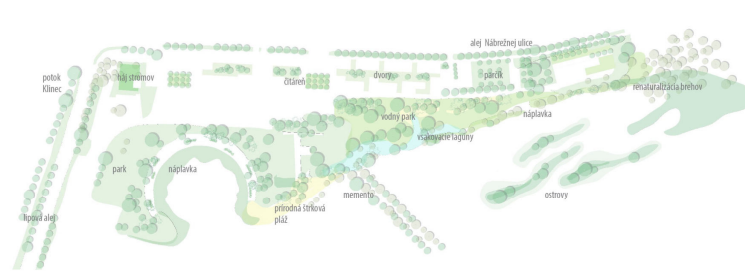 alej Nábrežnej ulice
potok
Klinec
háj stromov
čitáreň
dvory
parčík
renaturalizácia brehov
vodný park
náplavka
vsakovacie lagúny
park
náplavka
memento
ostrovy
prírodná štrková
pláž
lipová alej